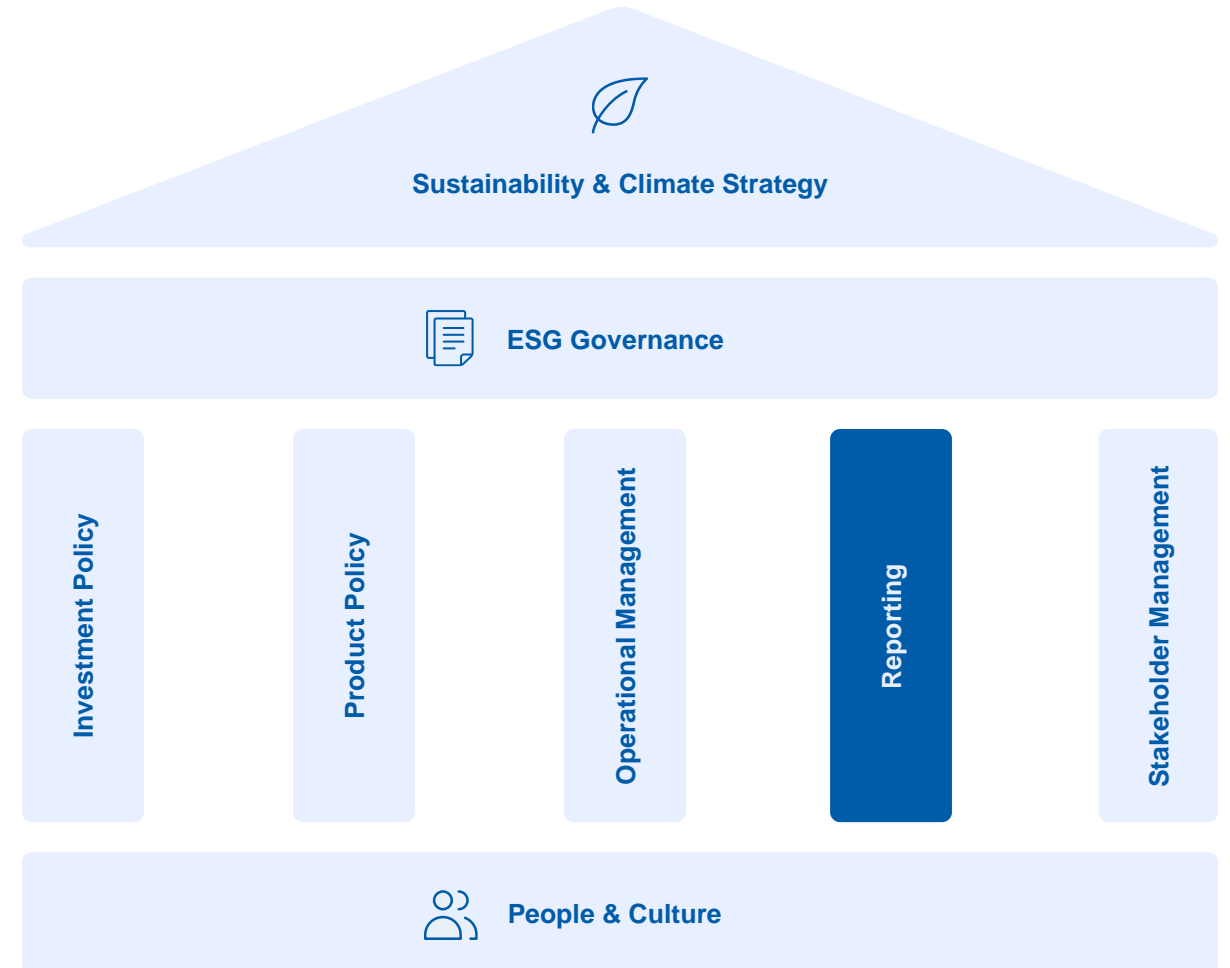 Sustainability & Climate Strategy
ESG Governance
Investment Policy
Product Policy
Operational Management
Reporting
Stakeholder Management
People & Culture